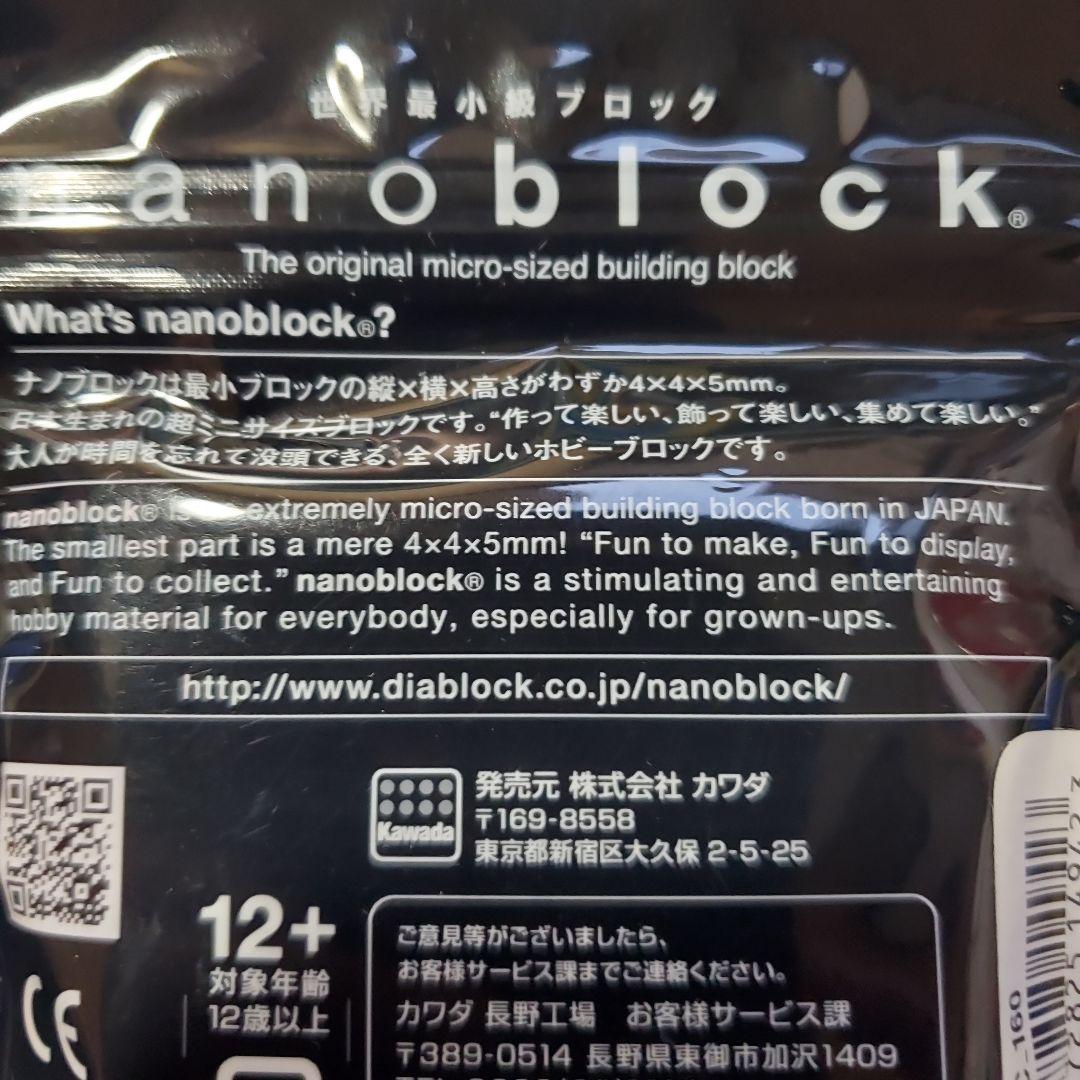 世界最小級ブロック
nanoblock®
The original micro-sized building block
What's nanoblock®?
ナノブロックは最小ブロックの縦×横×高さがわずか4×4×5mm。
日本生まれの超ミニサイズブロックです。“作って楽しい、飾って楽しい、集めて楽しい。”
大人が時間を忘れて没頭できる、全く新しいホビーブロックです。
nanoblock® is an extremely micro-sized building block born in JAPAN.
The smallest part is a mere 4×4×5mm! “Fun to make, Fun to display,
and Fun to collect.” nanoblock® is a stimulating and entertaining
hobby material for everybody, especially for grown-ups.
http://www.diablock.co.jp/nanoblock/
Kawada
発売元 株式会社 カワダ
〒169-8558
東京都新宿区大久保 2-5-25
12+
対象年齢
12歳以上
CE
ご意見等がございましたら、
お客様サービス課までご連絡ください。
カワダ 長野工場 お客様サービス課
〒389-0514 長野県東御市加沢1409